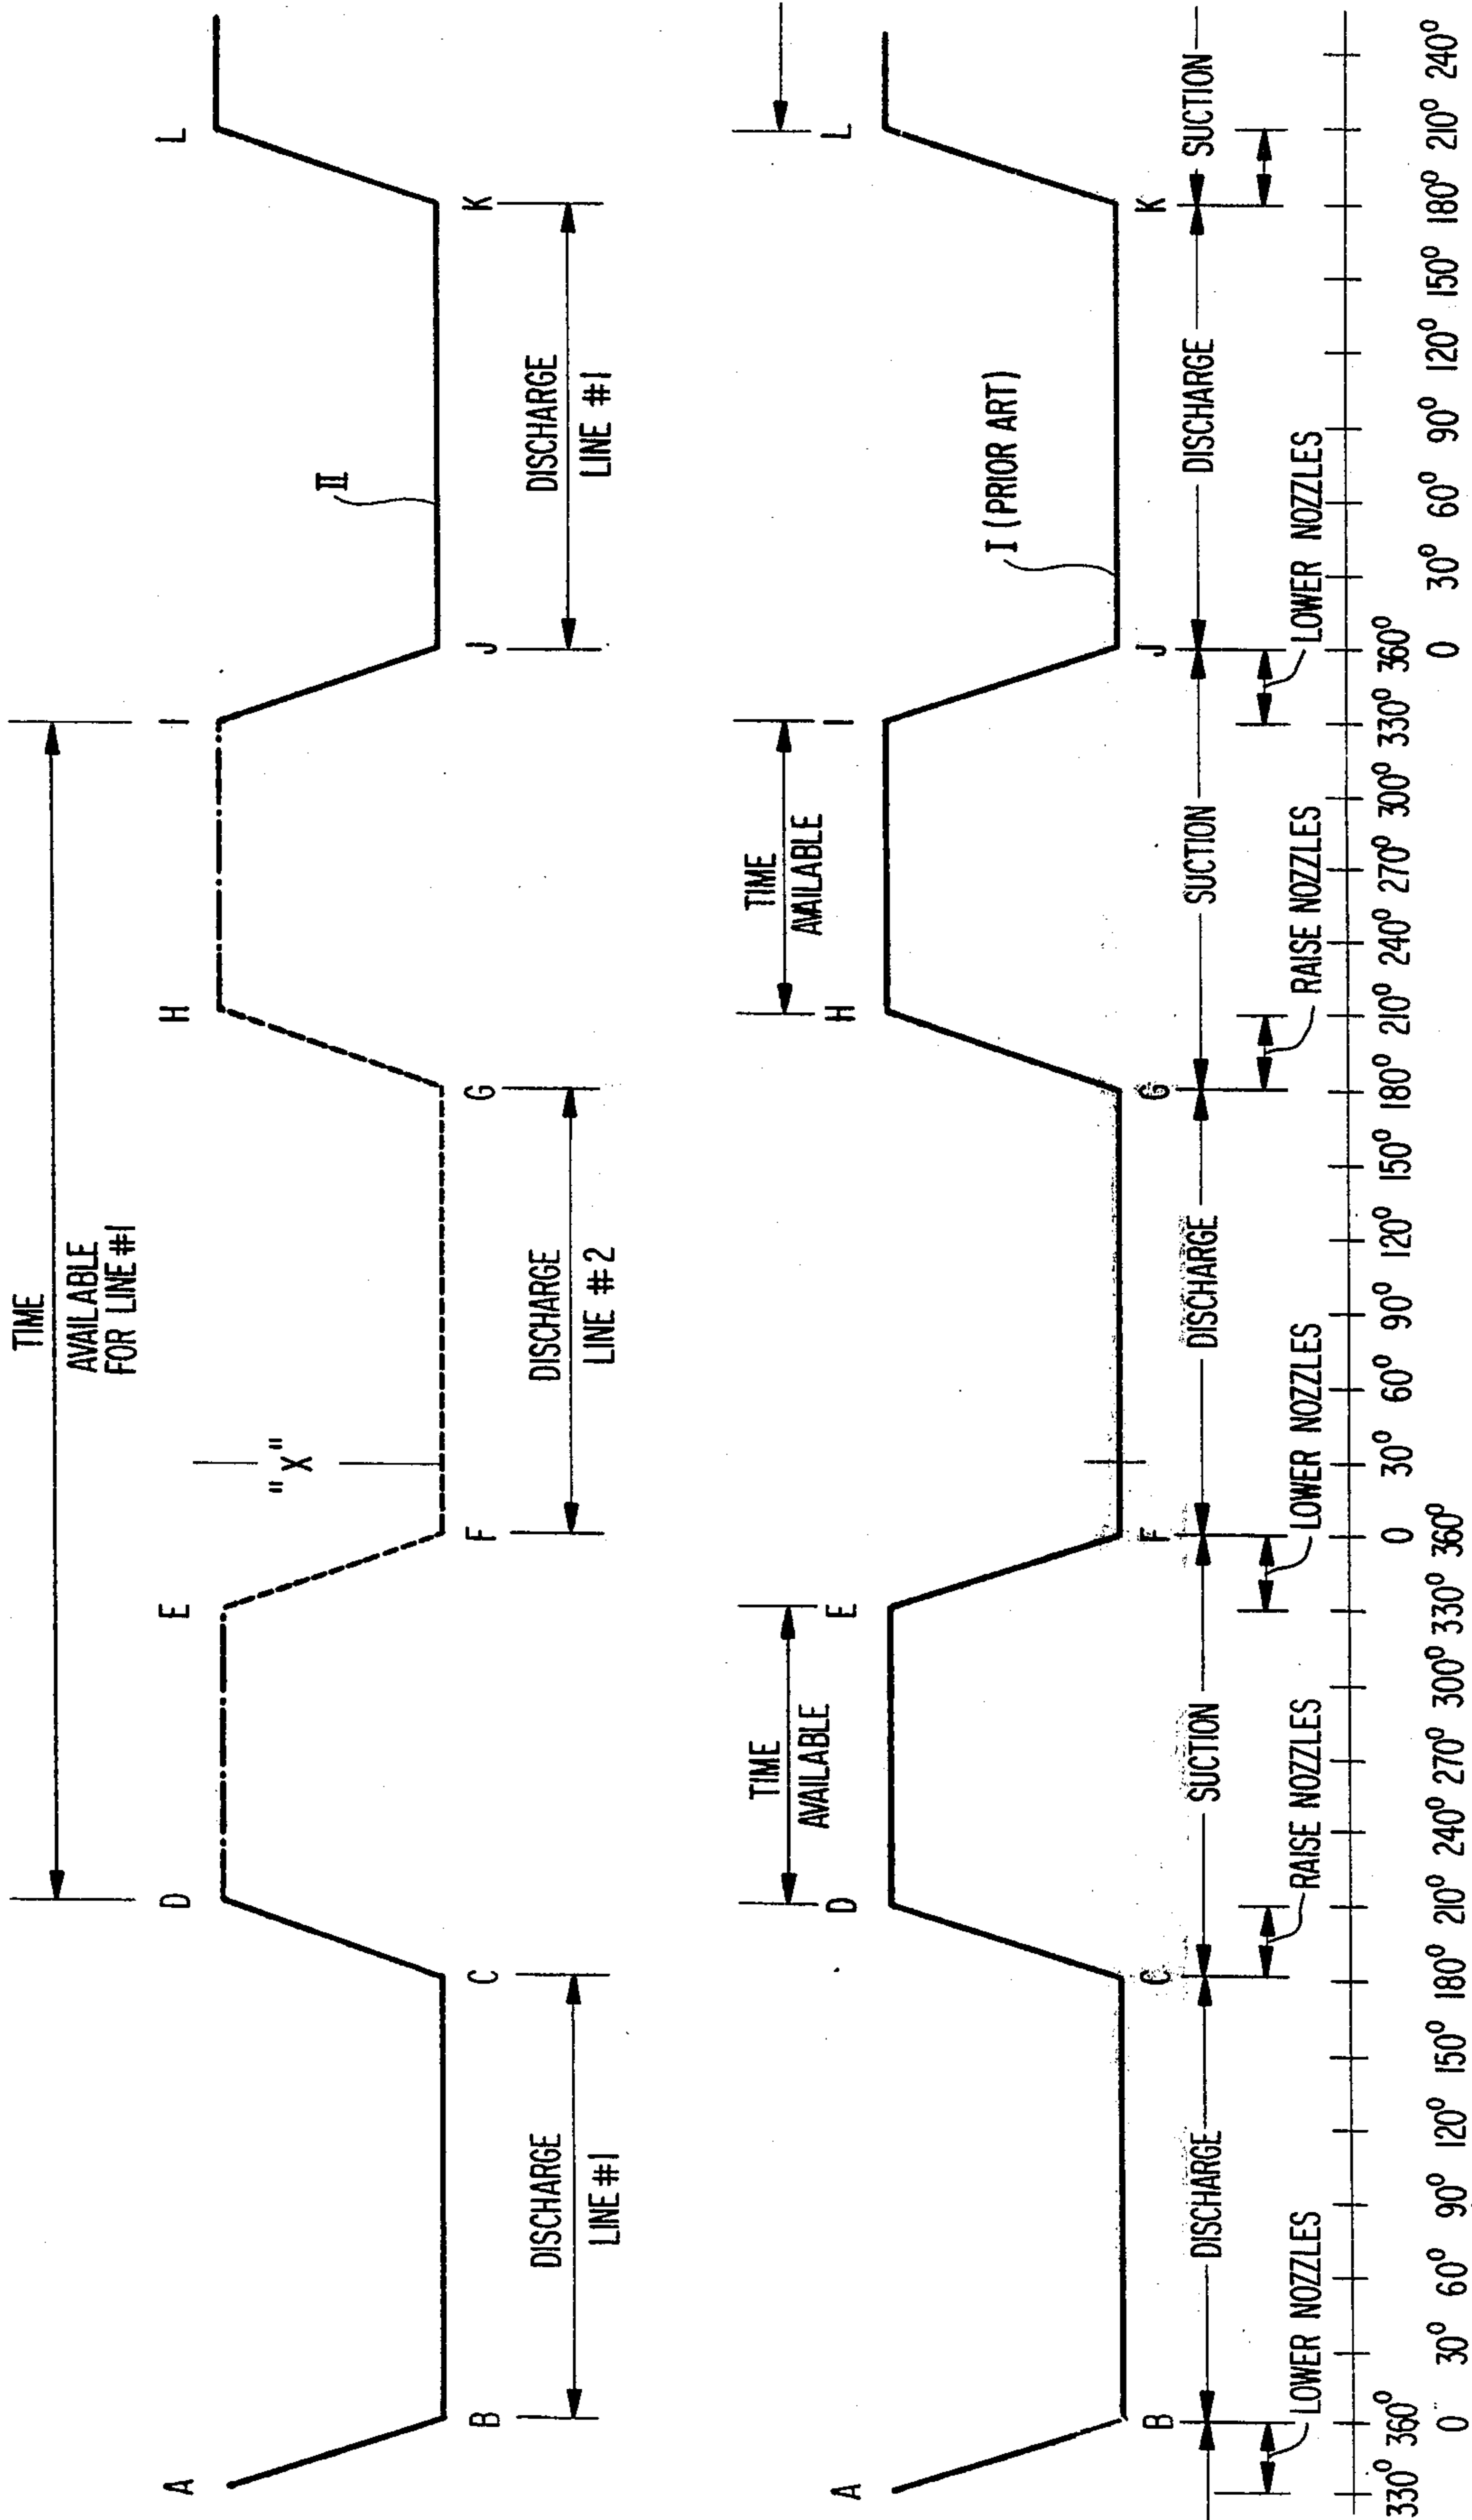 TIME
AVAILABLE
FOR LINE #1
A
D
E
H
I
L
"X"
II
B
C
F
G
J
K
DISCHARGE
LINE #1
DISCHARGE
LINE #2
DISCHARGE
LINE #1
TIME
AVAILABLE
TIME
AVAILABLE
A
D
E
H
I
L
I (PRIOR ART)
B
C
F
G
J
K
DISCHARGE
SUCTION
DISCHARGE
SUCTION
DISCHARGE
SUCTION
LOWER NOZZLES
RAISE NOZZLES
LOWER NOZZLES
RAISE NOZZLES
LOWER NOZZLES
330° 360°
0 30° 60° 90° 120° 150° 180° 210° 240° 270° 300° 330° 360°
0 30° 60° 90° 120° 150° 180° 210° 240° 270° 300° 330° 360°
0 30° 60° 90° 120° 150° 180° 210° 240°